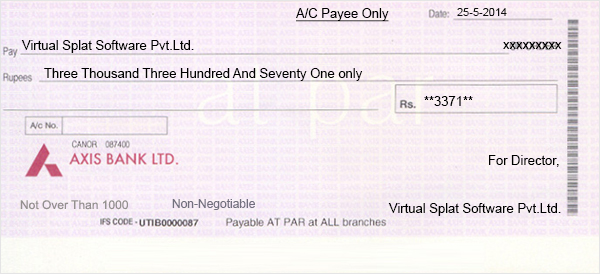 A/C Payee Only Date: 25-5-2014
Pay Virtual Splat Software Pvt.Ltd. xxxxxxxxx
Rupees Three Thousand Three Hundred And Seventy One only
at par
Rs. **3371**
A/c No.
CANOR 087400
AXIS BANK LTD.
For Director,
Not Over Than 1000 Non-Negotiable Virtual Splat Software Pvt.Ltd.
IFS CODE - UTIB0000087 Payable AT PAR at ALL branches